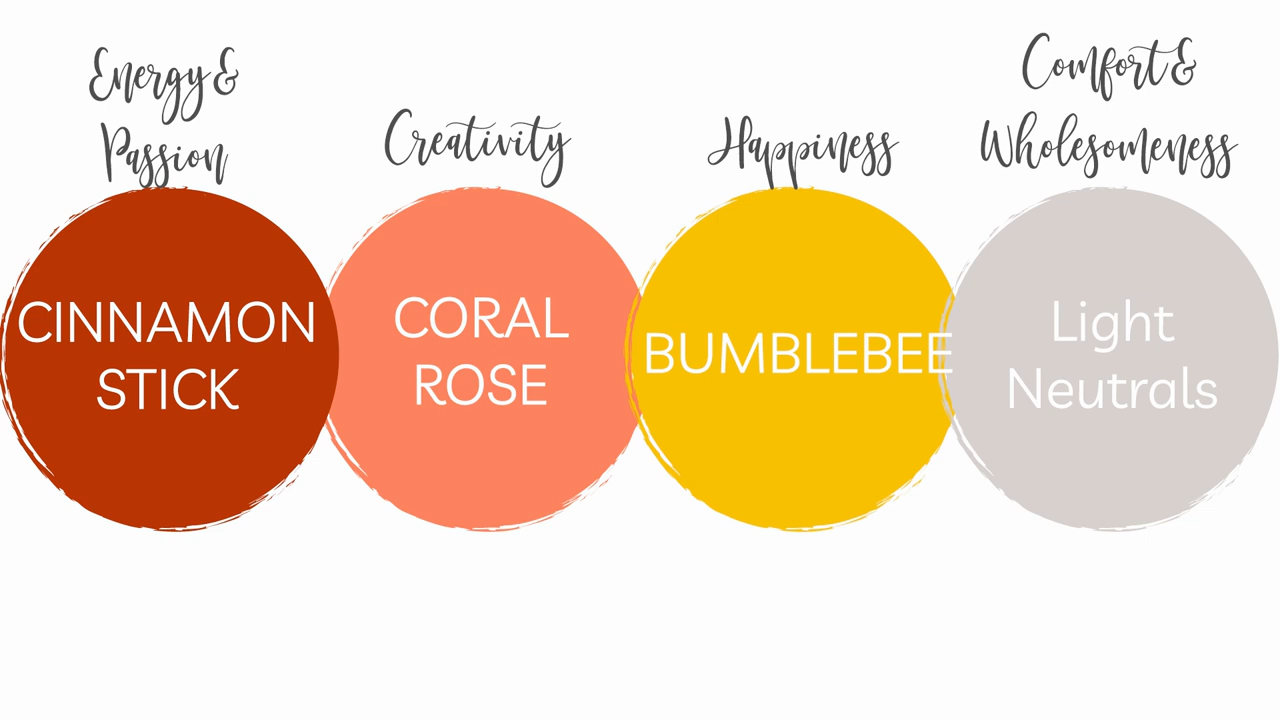 Energy &
Passion
CINNAMON
STICK
Creativity
CORAL
ROSE
Happiness
BUMBLEBEE
Comfort &
Wholesomeness
Light
Neutrals